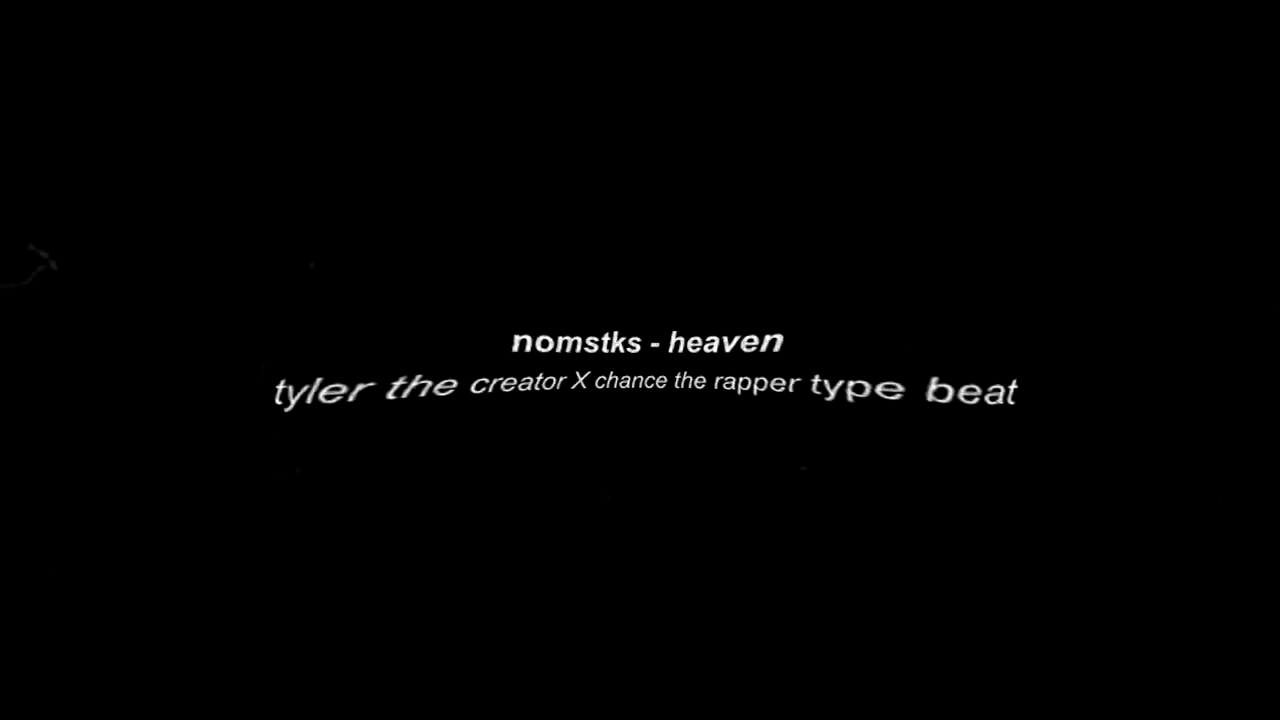 nomstks - heaven
tyler the creator X chance the rapper type beat